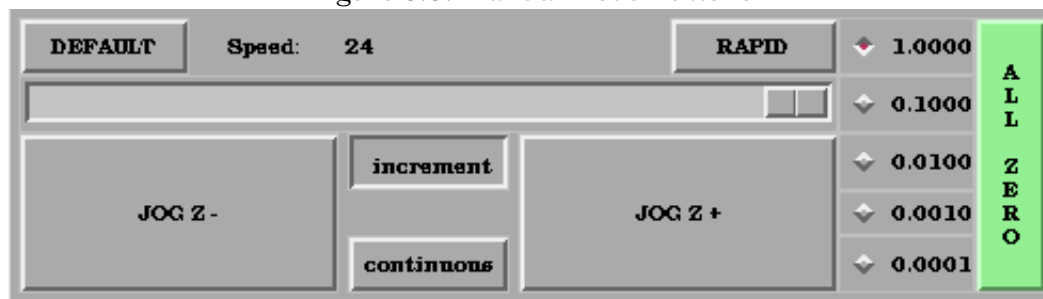 DEFAULT Speed: 24 RAPID
1.0000
0.1000
0.0100
0.0010
0.0001
JOG Z -
increment
continuous
JOG Z +
ALL ZERO